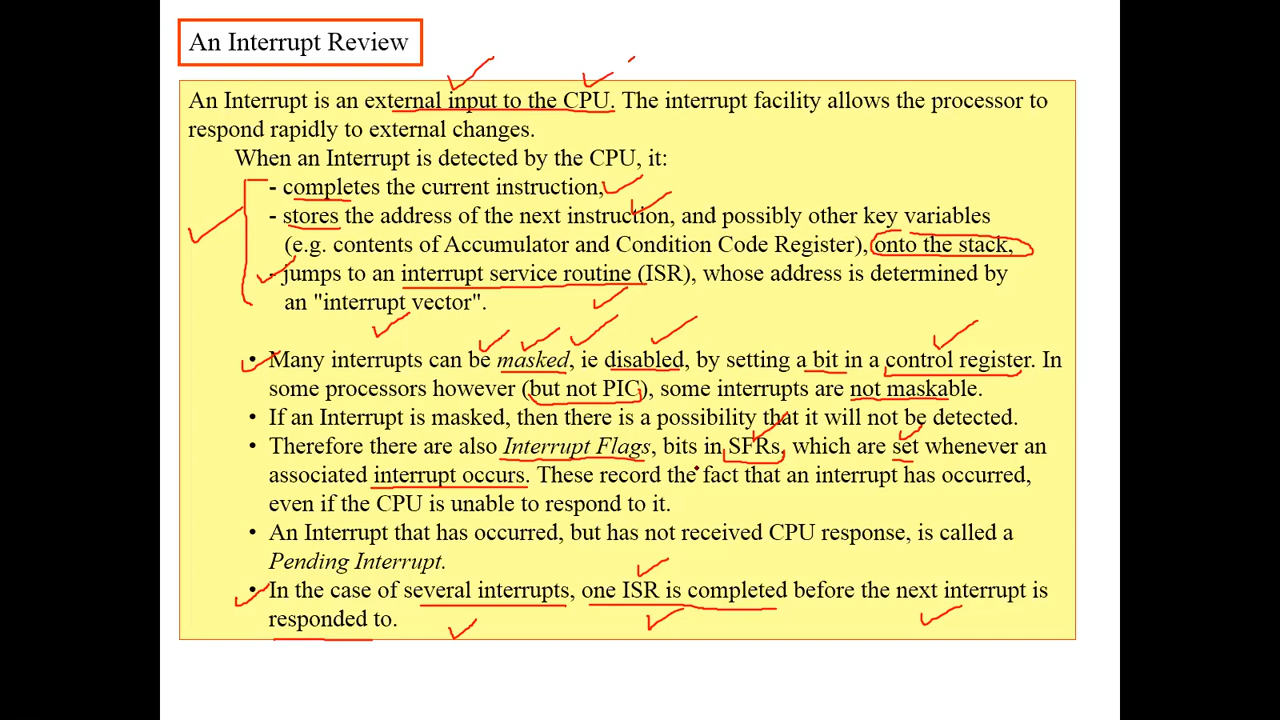 An Interrupt Review
An Interrupt is an external input to the CPU. The interrupt facility allows the processor to
respond rapidly to external changes.
When an Interrupt is detected by the CPU, it:
- completes the current instruction,
- stores the address of the next instruction, and possibly other key variables
(e.g. contents of Accumulator and Condition Code Register), onto the stack,
- jumps to an interrupt service routine (ISR), whose address is determined by
an "interrupt vector".
• Many interrupts can be masked, ie disabled, by setting a bit in a control register. In
some processors however (but not PIC), some interrupts are not maskable.
• If an Interrupt is masked, then there is a possibility that it will not be detected.
• Therefore there are also Interrupt Flags, bits in SFRs, which are set whenever an
associated interrupt occurs. These record the fact that an interrupt has occurred,
even if the CPU is unable to respond to it.
• An Interrupt that has occurred, but has not received CPU response, is called a
Pending Interrupt.
• In the case of several interrupts, one ISR is completed before the next interrupt is
responded to.